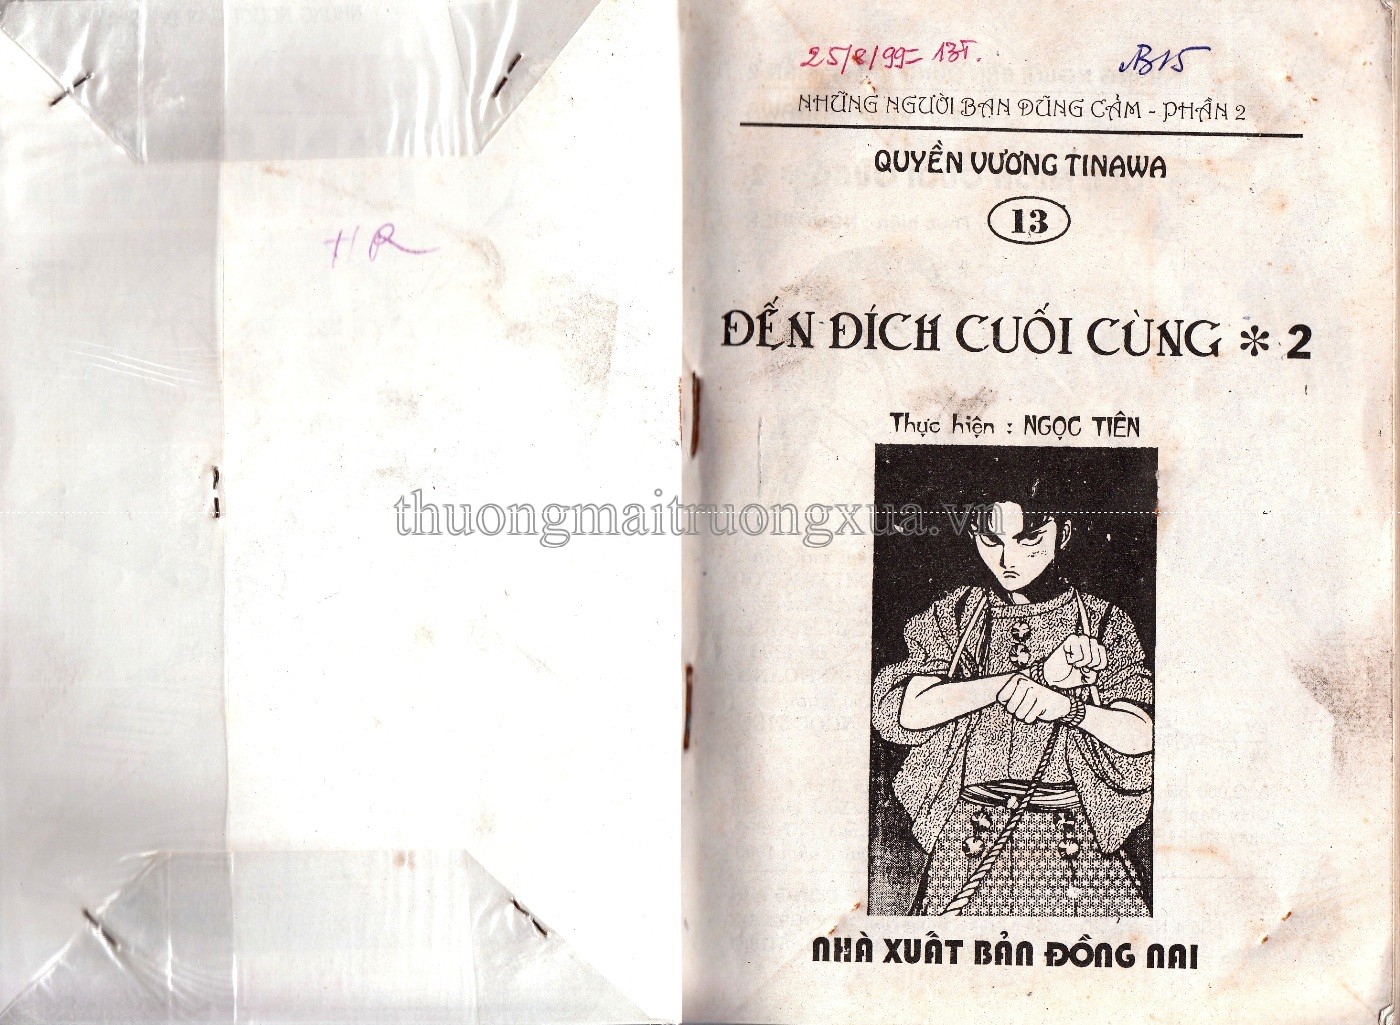 HR
25/8/99= 13T.
B15
NHỮNG NGƯỜI BẠN DŨNG CẢM - PHẦN 2
QUYỀN VƯƠNG TINAWA
13
ĐẾN ĐÍCH CUỐI CÙNG * 2
Thực hiện : NGỌC TIÊN
thuongmaitruongxua.vn
NHÀ XUẤT BẢN ĐỒNG NAI